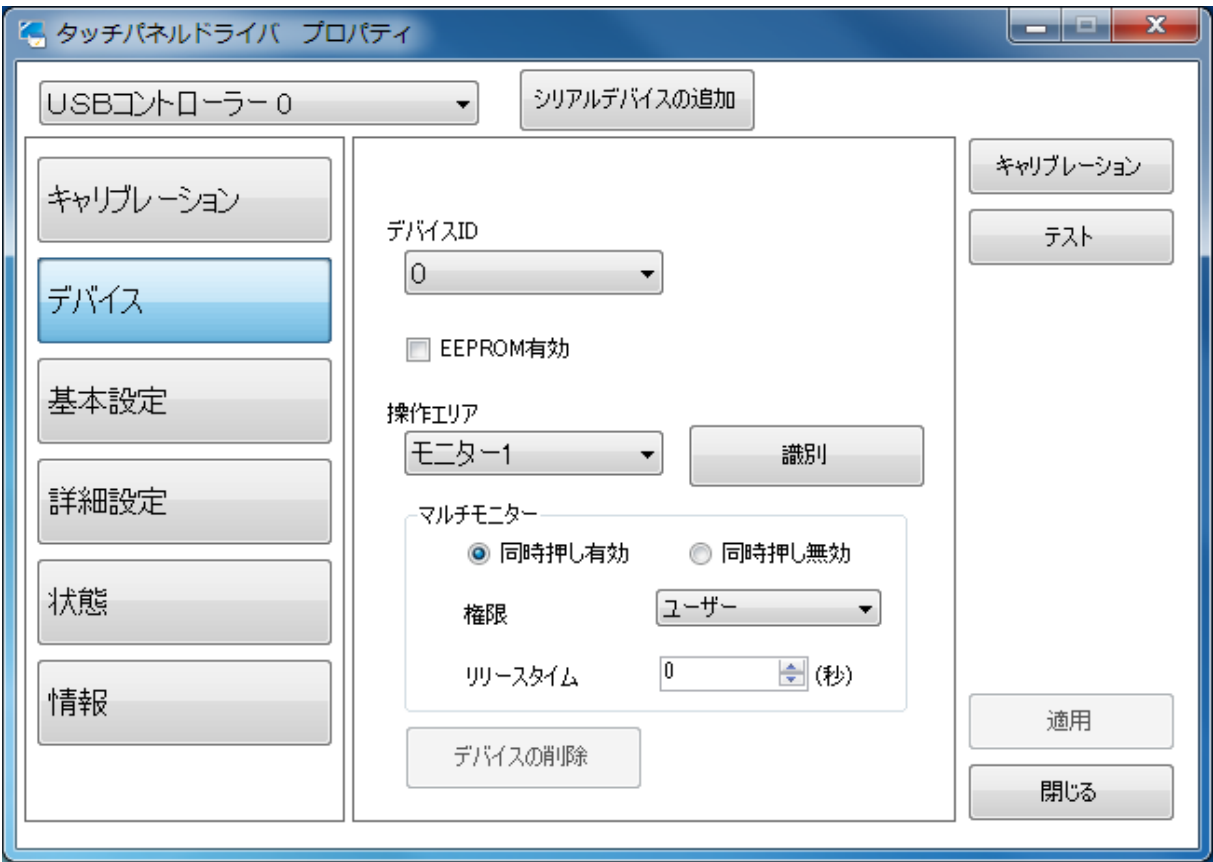 タッチパネルドライバ プロパティ
USBコントローラー 0
シリアルデバイスの追加
キャリブレーション
デバイス
基本設定
詳細設定
状態
情報
デバイスID
0
EEPROM有効
操作エリア
モニター1
識別
マルチモニター
同時押し有効
同時押し無効
権限
ユーザー
リリースタイム
0
(秒)
デバイスの削除
キャリブレーション
テスト
適用
閉じる